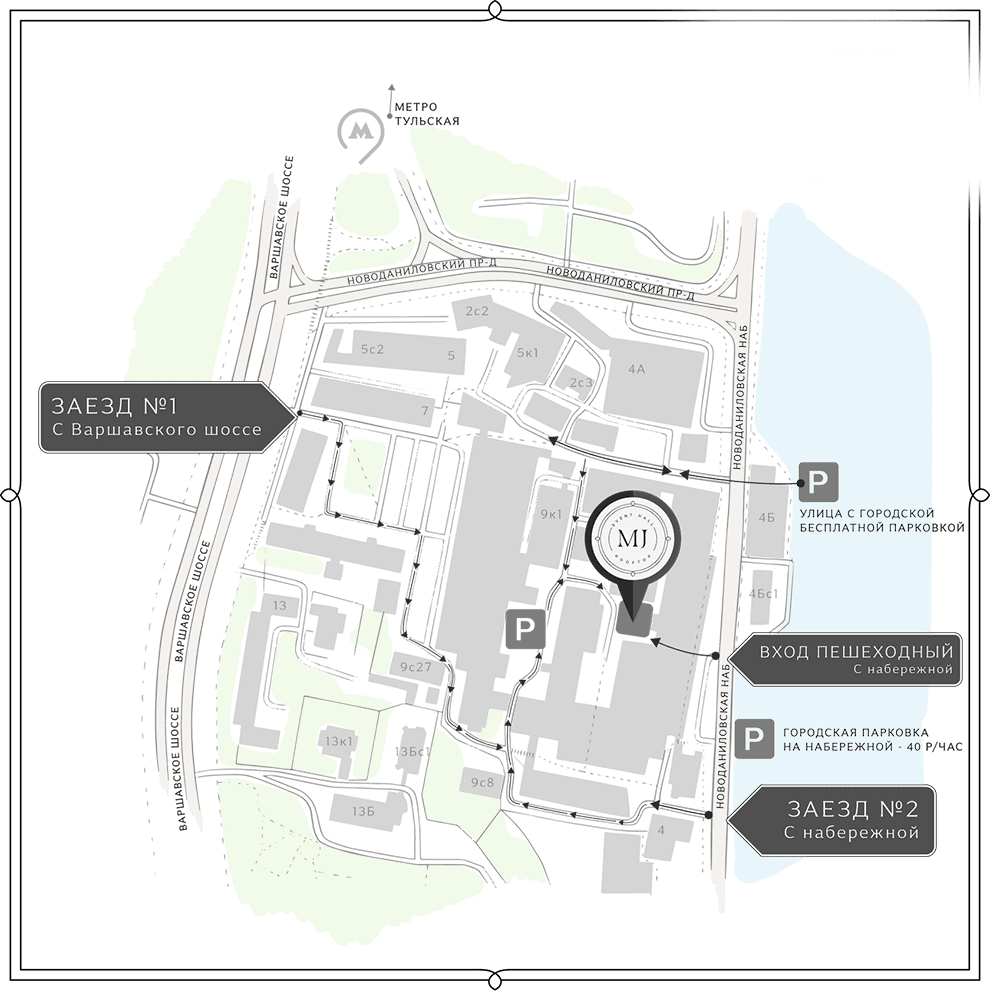 МЕТРО
ТУЛЬСКАЯ
М
ВАРШАВСКОЕ ШОССЕ
НОВОДАНИЛОВСКИЙ ПР-Д
НОВОДАНИЛОВСКИЙ ПР-Д
2с2
5с2
5
5к1
4А
2с3
7
НОВОДАНИЛОВСКАЯ НАБ
ЗАЕЗД №1
С Варшавского шоссе
P
УЛИЦА С ГОРОДСКОЙ
БЕСПЛАТНОЙ ПАРКОВКОЙ
9к1
4Б
EVENT HALL
MJ
ROOFTOP
ВАРШАВСКОЕ ШОССЕ
13
4Бс1
P
ВХОД ПЕШЕХОДНЫЙ
С набережной
9с27
НОВОДАНИЛОВСКАЯ НАБ
ВАРШАВСКОЕ ШОССЕ
13к1
13Бс1
P
ГОРОДСКАЯ ПАРКОВКА
НА НАБЕРЕЖНОЙ - 40 Р/ЧАС
9с8
13Б
4
ЗАЕЗД №2
С набережной